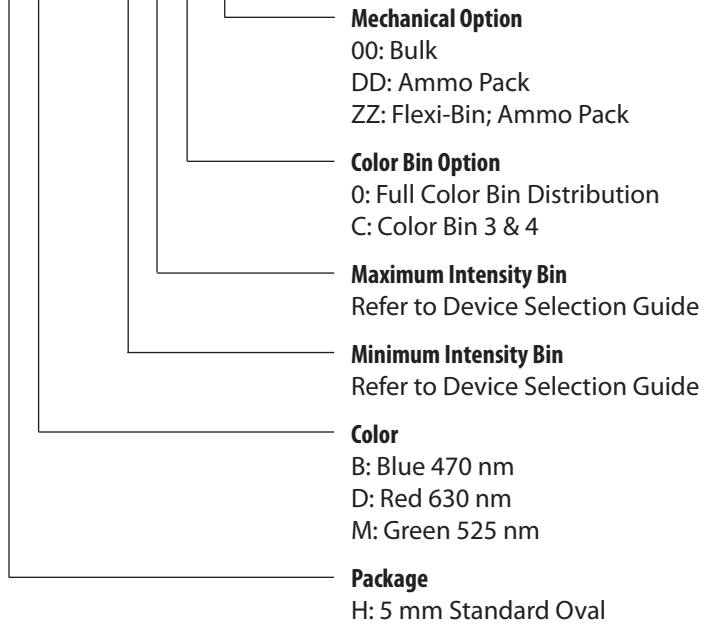 Mechanical Option
00: Bulk
DD: Ammo Pack
ZZ: Flexi-Bin; Ammo Pack
Color Bin Option
0: Full Color Bin Distribution
C: Color Bin 3 & 4
Maximum Intensity Bin
Refer to Device Selection Guide
Minimum Intensity Bin
Refer to Device Selection Guide
Color
B: Blue 470 nm
D: Red 630 nm
M: Green 525 nm
Package
H: 5 mm Standard Oval